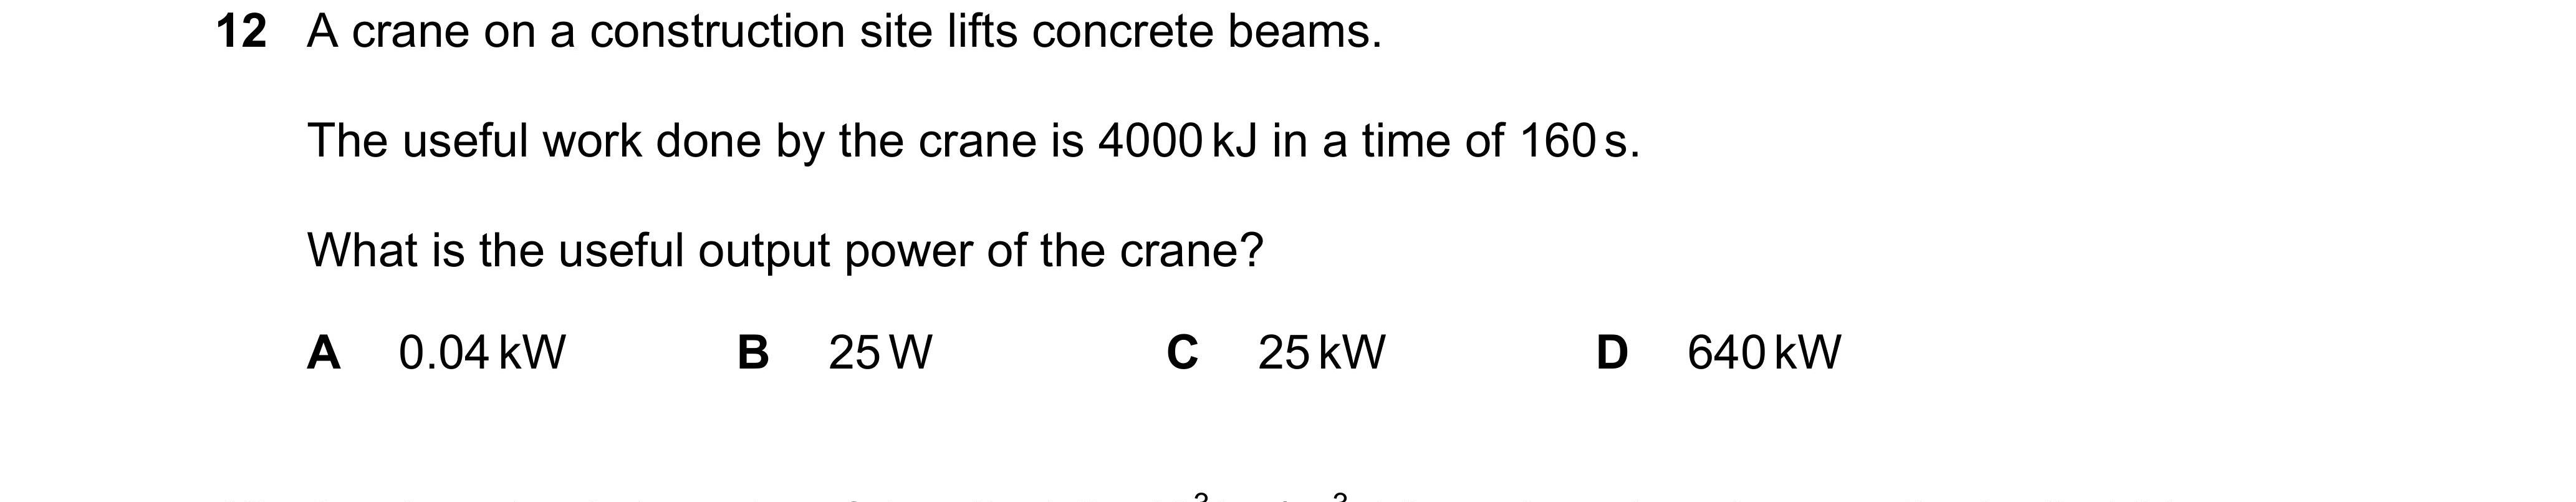 12 A crane on a construction site lifts concrete beams.
The useful work done by the crane is 4000 kJ in a time of 160 s.
What is the useful output power of the crane?
A 0.04 kW B 25 W C 25 kW D 640 kW